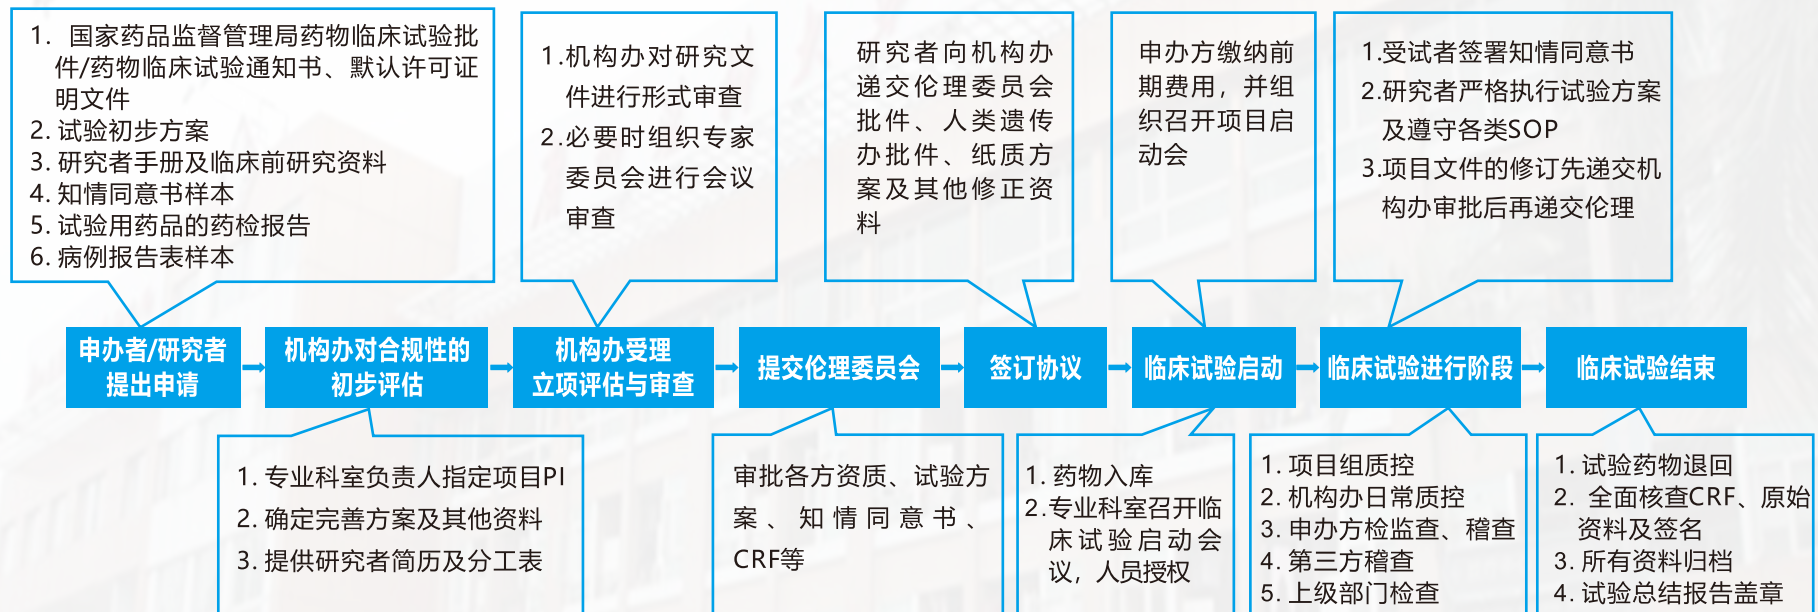 1. 国家药品监督管理局药物临床试验批
件/药物临床试验通知书、默认许可证
明文件
2. 试验初步方案
3. 研究者手册及临床前研究资料
4. 知情同意书样本
5. 试验用药品的药检报告
6. 病例报告表样本
1.机构办对研究文
件进行形式审查
2.必要时组织专家
委员会进行会议
审查
研究者向机构办
递交伦理委员会
批件、人类遗传
办批件、纸质方
案及其他修正资
料
申办方缴纳前
期费用，并组
织召开项目启
动会
1.受试者签署知情同意书
2.研究者严格执行试验方案
及遵守各类SOP
3.项目文件的修订先递交机
构办审批后再递交伦理
申办者/研究者
提出申请
机构办对合规性的
初步评估
机构办受理
立项评估与审查
提交伦理委员会
签订协议
临床试验启动
临床试验进行阶段
临床试验结束
1. 专业科室负责人指定项目PI
2. 确定完善方案及其他资料
3. 提供研究者简历及分工表
审批各方资质、试验方
案、知情同意书、
CRF等
1. 药物入库
2.专业科室召开临
床试验启动会
议，人员授权
1. 项目组质控
2. 机构办日常质控
3. 申办方检监查、稽查
4. 第三方稽查
5. 上级部门检查
1. 试验药物退回
2. 全面核查CRF、原始
资料及签名
3. 所有资料归档
4. 试验总结报告盖章